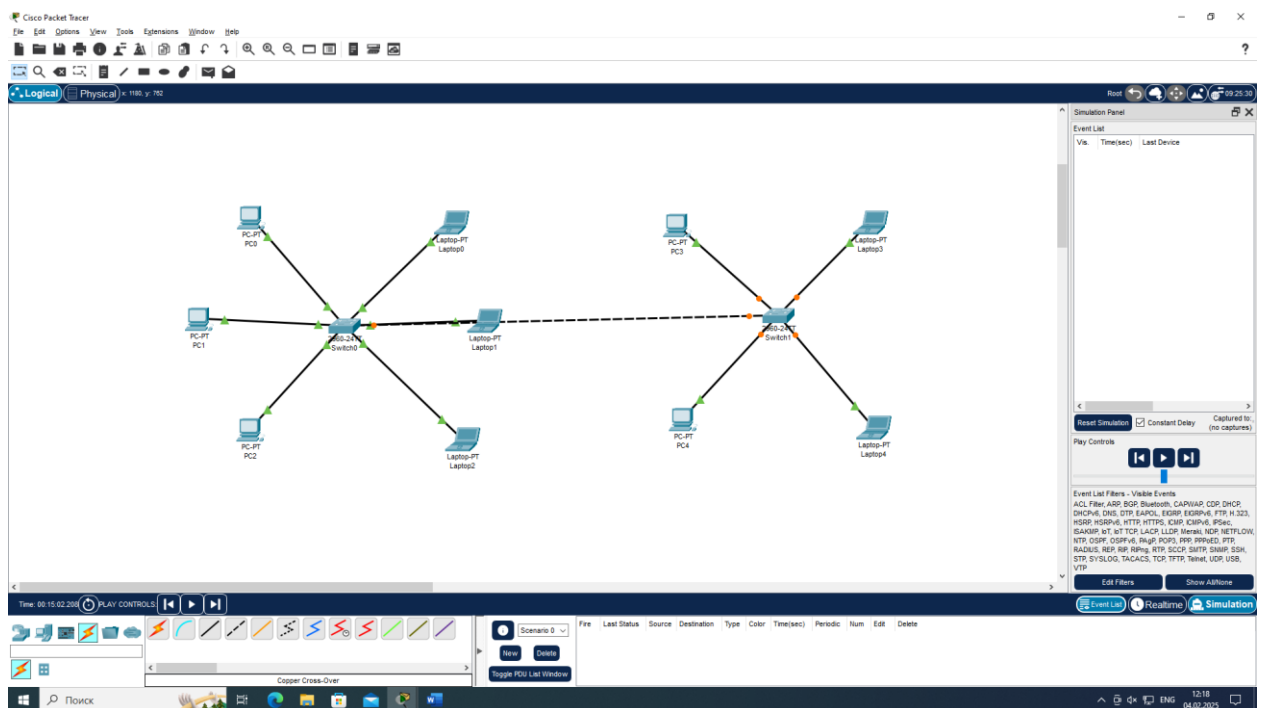 Cisco Packet Tracer
File Edit Options View Tools Extensions Window Help
?
Logical Physical x: 1180, y: 762
Root 09:25:30
Simulation Panel
Event List
Vis. Time(sec) Last Device
PC-PT
PC0
Laptop-PT
Laptop0
PC-PT
PC3
Laptop-PT
Laptop3
PC-PT
PC1
2960-24TT
Switch0
Laptop-PT
Laptop1
2960-24TT
Switch1
PC-PT
PC2
Laptop-PT
Laptop2
PC-PT
PC4
Laptop-PT
Laptop4
Reset Simulation Constant Delay Captured to:
(no captures)
Play Controls
Event List Filters - Visible Events
ACL Filter, ARP, BGP, Bluetooth, CAPWAP, CDP, DHCP,
DHCPv6, DNS, DTP, EAPOL, EIGRP, EIGRPv6, FTP, H.323,
HSRP, HSRPv6, HTTP, HTTPS, ICMP, ICMPv6, IPSec,
ISAKMP, IoT, IoT TCP, LACP, LLDP, Meraki, NDP, NETFLOW,
NTP, OSPF, OSPFv6, PAgP, POP3, PPP, PPPoED, PTP,
RADIUS, REP, RIP, RIPng, RTP, SCCP, SMTP, SNMP, SSH,
STP, SYSLOG, TACACS, TCP, TFTP, Telnet, UDP, USB,
VTP
Edit Filters Show All/None
Time: 00:15:02.208 PLAY CONTROLS:
Event List Realtime Simulation
Scenario 0
New Delete
Toggle PDU List Window
Fire Last Status Source Destination Type Color Time(sec) Periodic Num Edit Delete
Copper Cross-Over
Поиск
ENG
12:18
04.02.2025